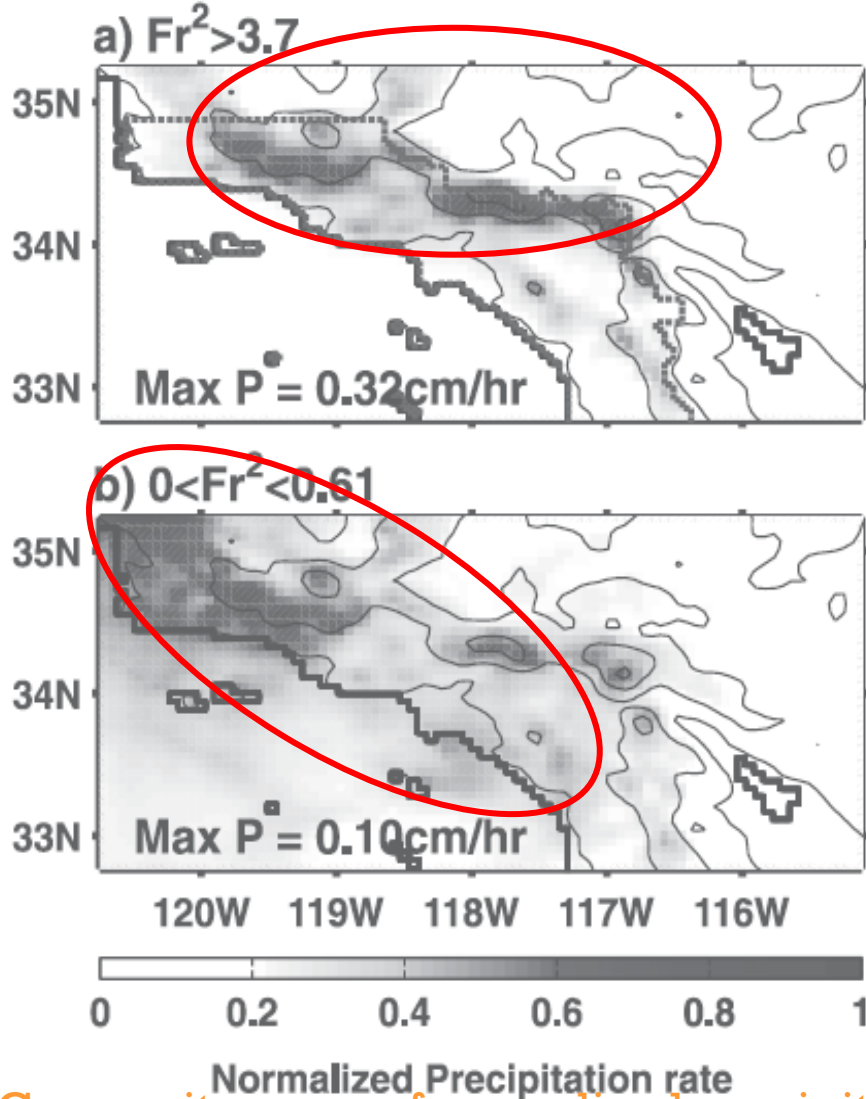 a) Fr²>3.7
35N
34N
33N
Max P = 0.32cm/hr
b) 0<Fr²<0.61
35N
34N
33N
Max P = 0.10cm/hr
120W 119W 118W 117W 116W
0 0.2 0.4 0.6 0.8 1
Normalized Precipitation rate